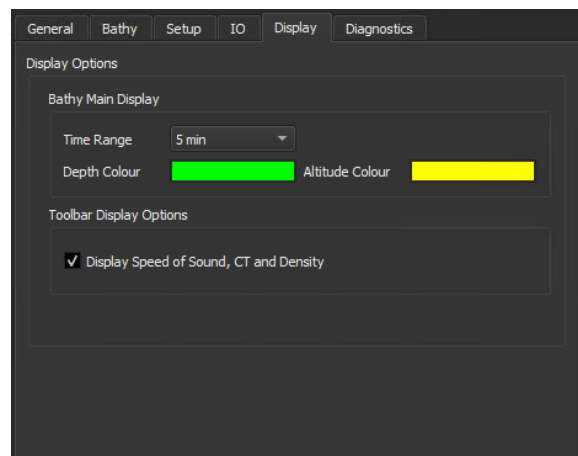 General Bathy Setup IO Display Diagnostics
Display Options
Bathy Main Display
Time Range 5 min
Depth Colour Altitude Colour
Toolbar Display Options
Display Speed of Sound, CT and Density